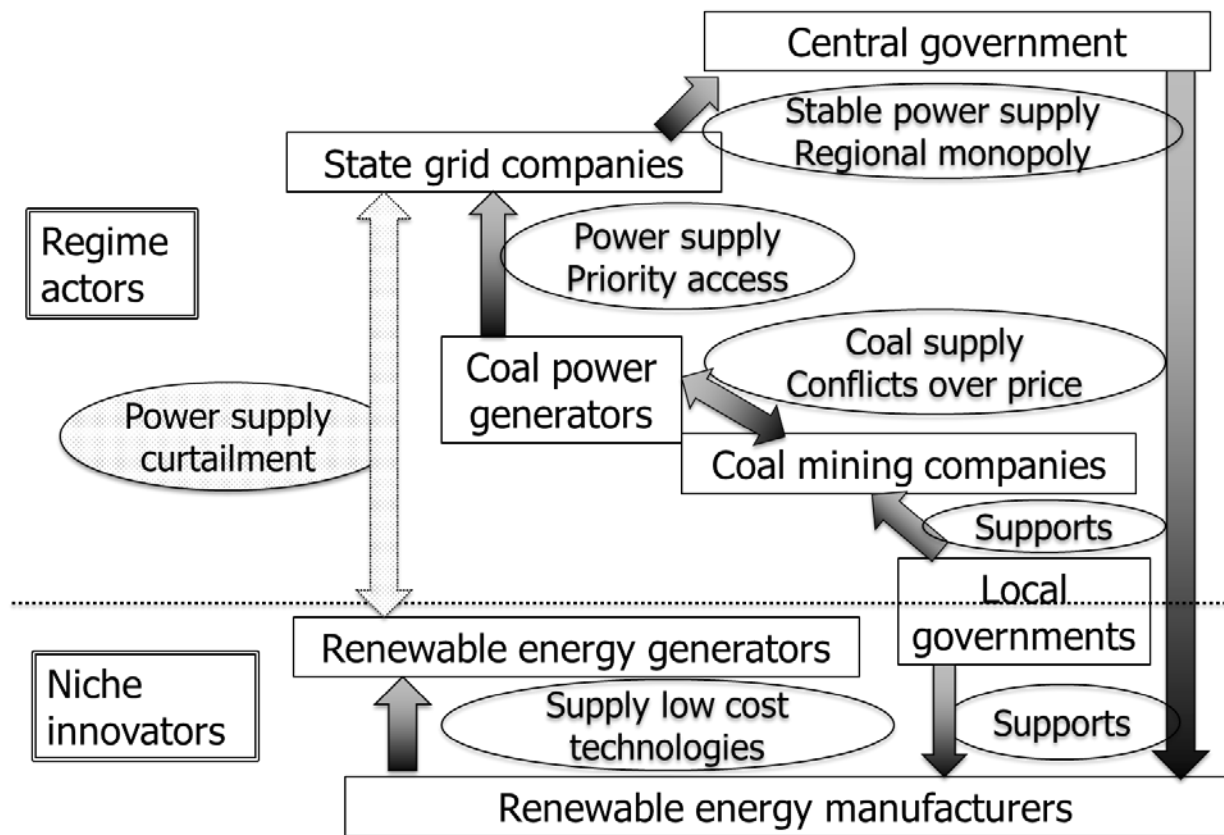 Central government
Stable power supply
Regional monopoly
State grid companies
Regime
actors
Power supply
Priority access
Coal power
generators
Coal supply
Conflicts over price
Power supply
curtailment
Coal mining companies
Supports
Local
governments
Renewable energy generators
Niche
innovators
Supply low cost
technologies
Supports
Renewable energy manufacturers